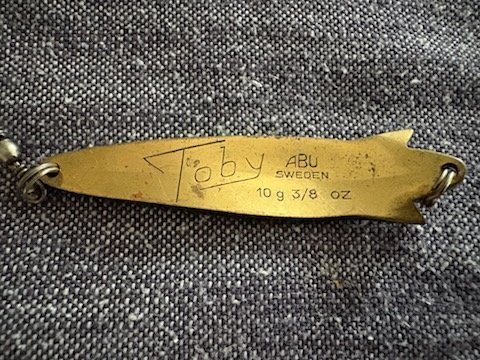 Toby
ABU
SWEDEN
10 g 3/8 OZ